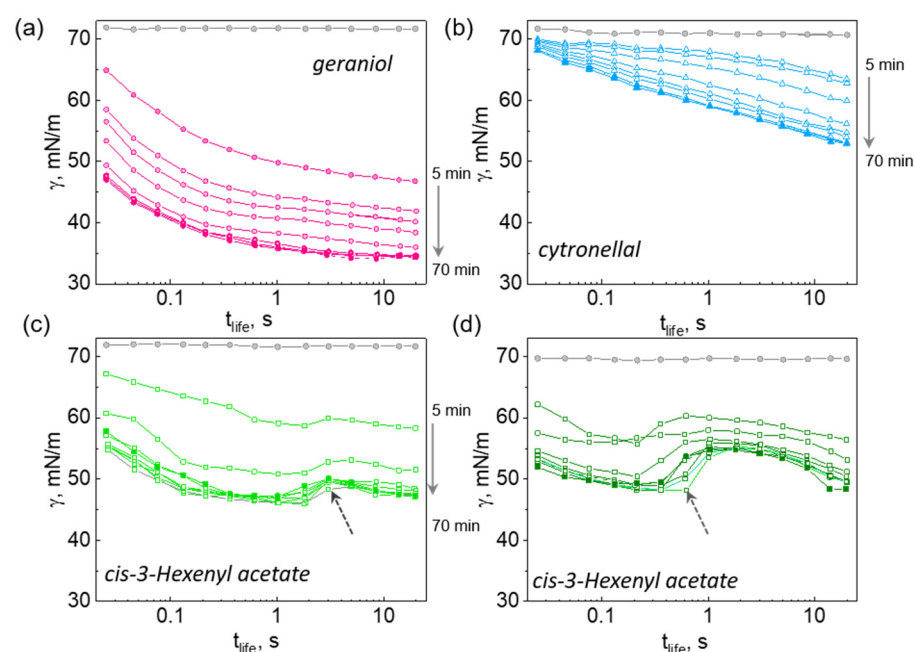 (a)
geraniol
70
60
50
40
30
γ, mN/m
0.1
1
10
t_life, s
5 min
70 min
(b)
cytronellal
70
60
50
40
30
γ, mN/m
0.1
1
10
t_life, s
5 min
70 min
(c)
cis-3-Hexenyl acetate
70
60
50
40
30
γ, mN/m
0.1
1
10
t_life, s
5 min
70 min
(d)
cis-3-Hexenyl acetate
70
60
50
40
30
γ, mN/m
0.1
1
10
t_life, s